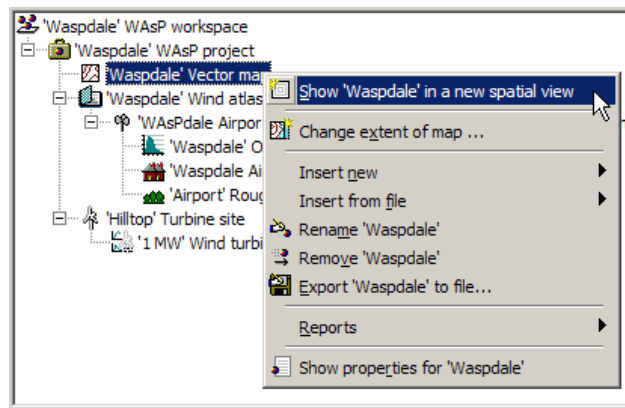 'Waspdale' WAsP workspace
'Waspdale' WAsP project
'Waspdale' Vector map
'Waspdale' Wind atlas
'WAsPdale Airpor
'Waspdale' O
'Waspdale Ai
'Airport' Roug
'Hilltop' Turbine site
'1 MW' Wind turbi
Show 'Waspdale' in a new spatial view
Change extent of map ...
Insert new
Insert from file
Rename 'Waspdale'
Remove 'Waspdale'
Export 'Waspdale' to file...
Reports
Show properties for 'Waspdale'